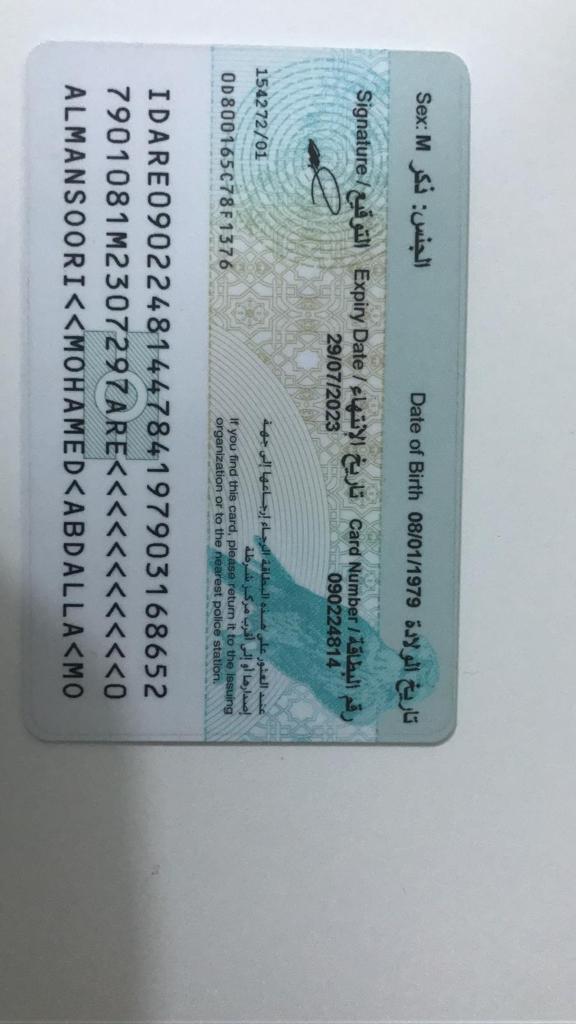 Sex: M الجنس: ذكر
Date of Birth 08/01/1979 تاريخ الولادة
Signature / التوقيع
Expiry Date / تاريخ الإنتهاء
29/07/2023
Card Number / رقم البطاقة
090224814
154272/01
0D800165C78F1376
عند العثور على هذه البطاقة الرجاء إرجاعها إلى جهة
إصدارها أو إلى أقرب مركز شرطة
If you find this card, please return it to the issuing
organization or to the nearest police station.
IDARE0902248144784197903168652
7901081M2307297ARE<<<<<<<<<<<0
ALMANSOORI<<MOHAMED<ABDALLA<MO